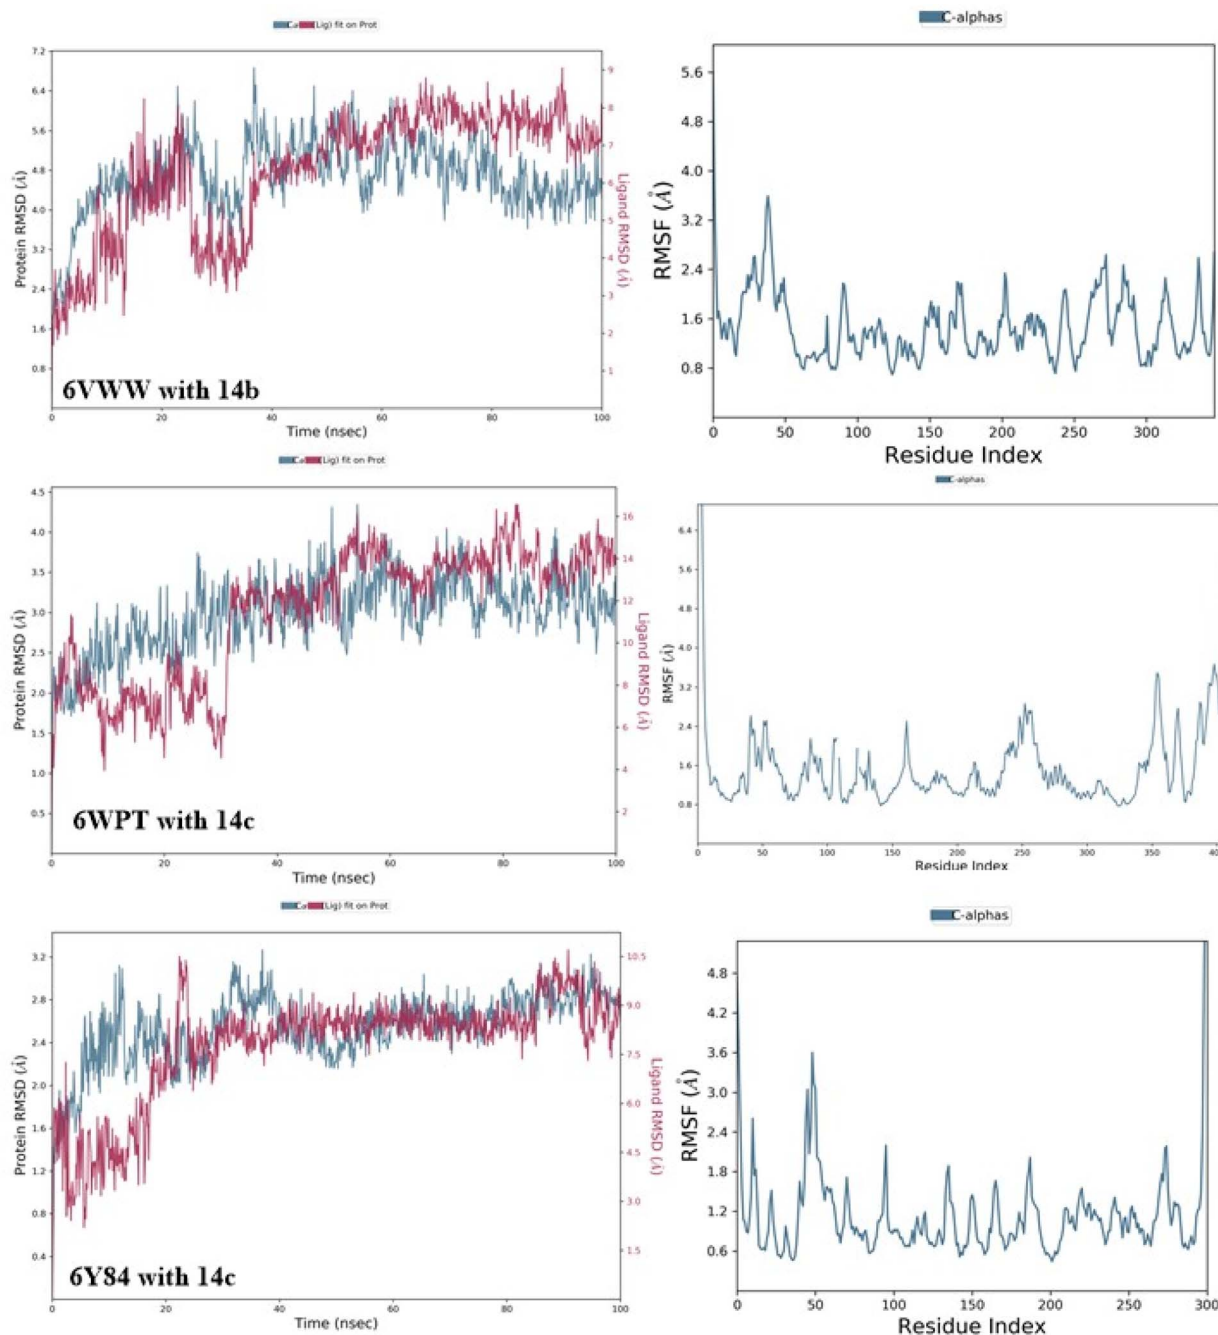 Ca (Lig) fit on Prot
7.2
6.4
5.6
4.8
4.0
3.2
2.4
1.6
0.8
Protein RMSD (Å)
9
8
7
6
5
4
3
2
1
Ligand RMSD (Å)
6VWW with 14b
0 20 40 60 80 100
Time (nsec)
C-alphas
5.6
4.8
4.0
3.2
2.4
1.6
0.8
RMSF (Å)
0 50 100 150 200 250 300
Residue Index
Ca (Lig) fit on Prot
4.5
4.0
3.5
3.0
2.5
2.0
1.5
1.0
0.5
Protein RMSD (Å)
16
14
12
10
8
6
4
2
Ligand RMSD (Å)
6WPT with 14c
0 20 40 60 80 100
Time (nsec)
C-alphas
6.4
5.6
4.8
4.0
3.2
2.4
1.6
0.8
RMSF (Å)
0 50 100 150 200 250 300 350
Residue Index
Ca (Lig) fit on Prot
3.2
2.8
2.4
2.0
1.6
1.2
0.8
0.4
Protein RMSD (Å)
10.5
9.0
7.5
6.0
4.5
3.0
1.5
Ligand RMSD (Å)
6Y84 with 14c
0 20 40 60 80 100
Time (nsec)
C-alphas
4.8
4.2
3.6
3.0
2.4
1.8
1.2
0.6
RMSF (Å)
0 50 100 150 200 250 300
Residue Index